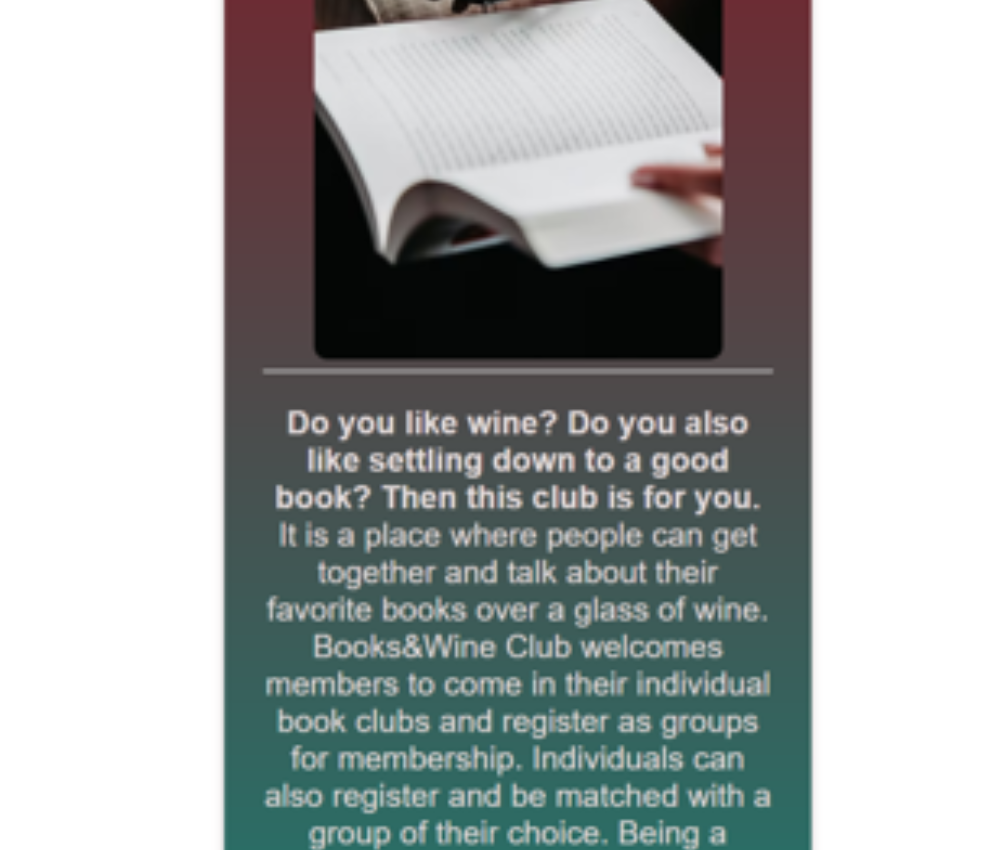 Do you like wine? Do you also
like settling down to a good
book? Then this club is for you.
It is a place where people can get
together and talk about their
favorite books over a glass of wine.
Books&Wine Club welcomes
members to come in their individual
book clubs and register as groups
for membership. Individuals can
also register and be matched with a
group of their choice. Being a